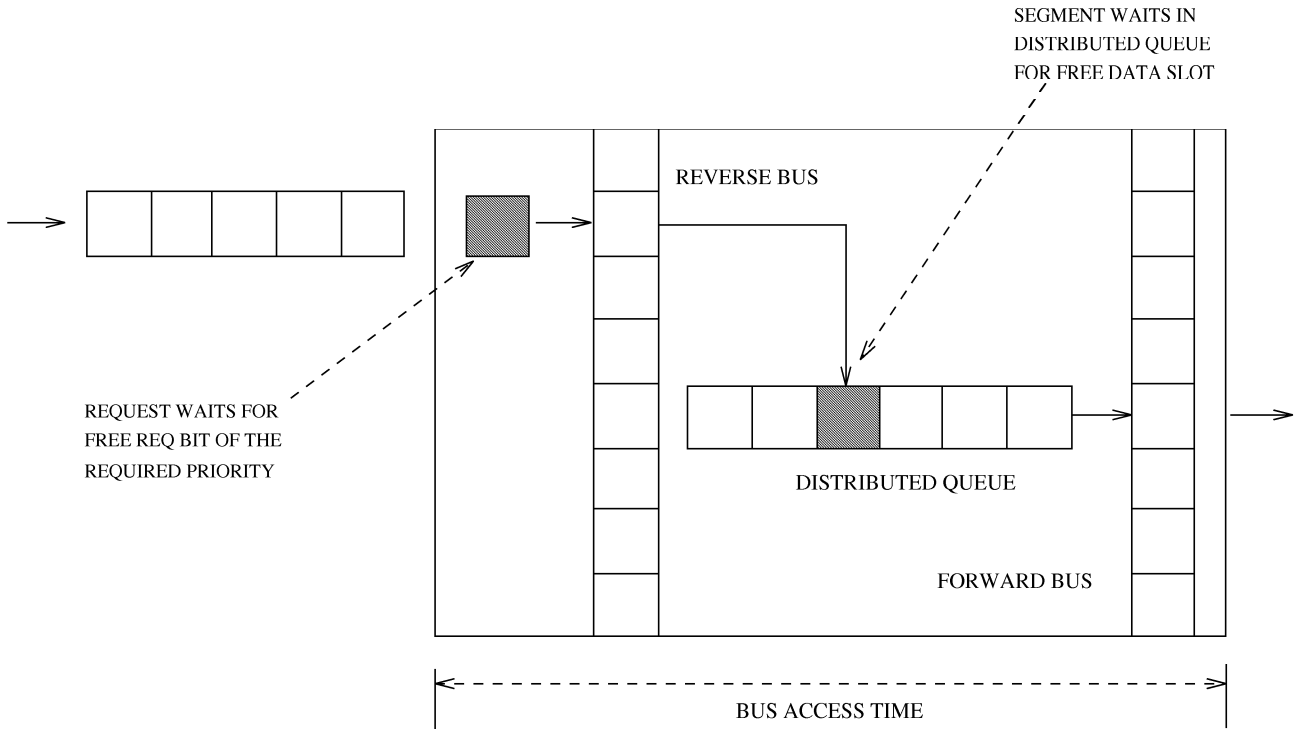 SEGMENT WAITS IN
DISTRIBUTED QUEUE
FOR FREE DATA SLOT
REVERSE BUS
REQUEST WAITS FOR
FREE REQ BIT OF THE
REQUIRED PRIORITY
DISTRIBUTED QUEUE
FORWARD BUS
BUS ACCESS TIME